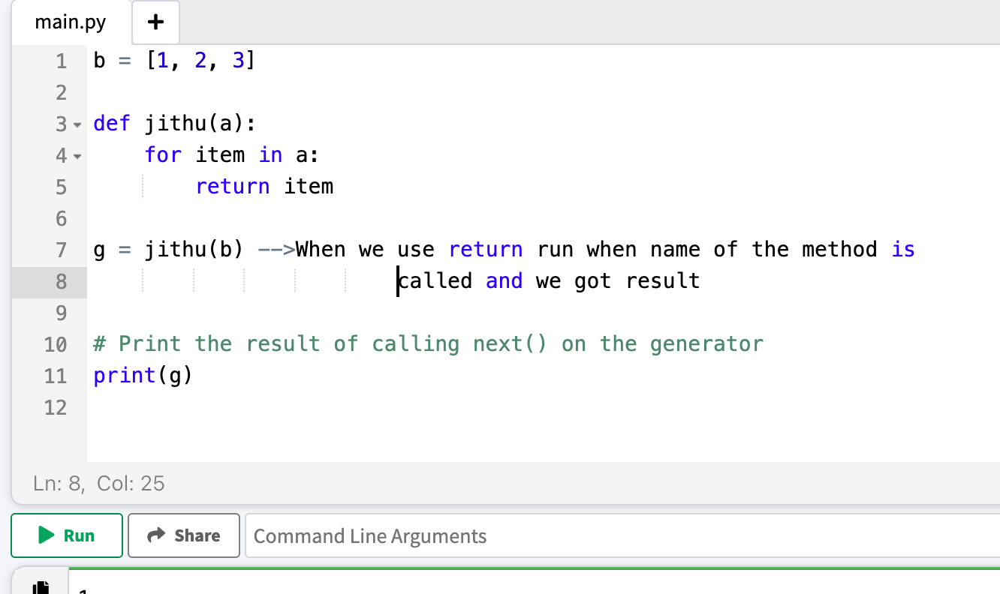 main.py +
1 b = [1, 2, 3]
2
3 def jithu(a):
4 for item in a:
5 return item
6
7 g = jithu(b) -->When we use return run when name of the method is
8 called and we got result
9
10 # Print the result of calling next() on the generator
11 print(g)
12
Ln: 8, Col: 25
Run Share Command Line Arguments
1